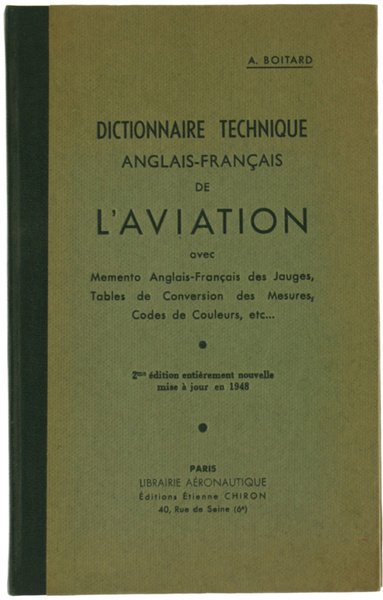 A. BOITARD
DICTIONNAIRE TECHNIQUE
ANGLAIS-FRANÇAIS
DE
L'AVIATION
avec
Memento Anglais-Français des Jauges,
Tables de Conversion des Mesures,
Codes de Couleurs, etc...
2me édition entièrement nouvelle
mise à jour en 1948
PARIS
LIBRAIRIE AÉRONAUTIQUE
Éditions Étienne CHIRON
40, Rue de Seine (6e)